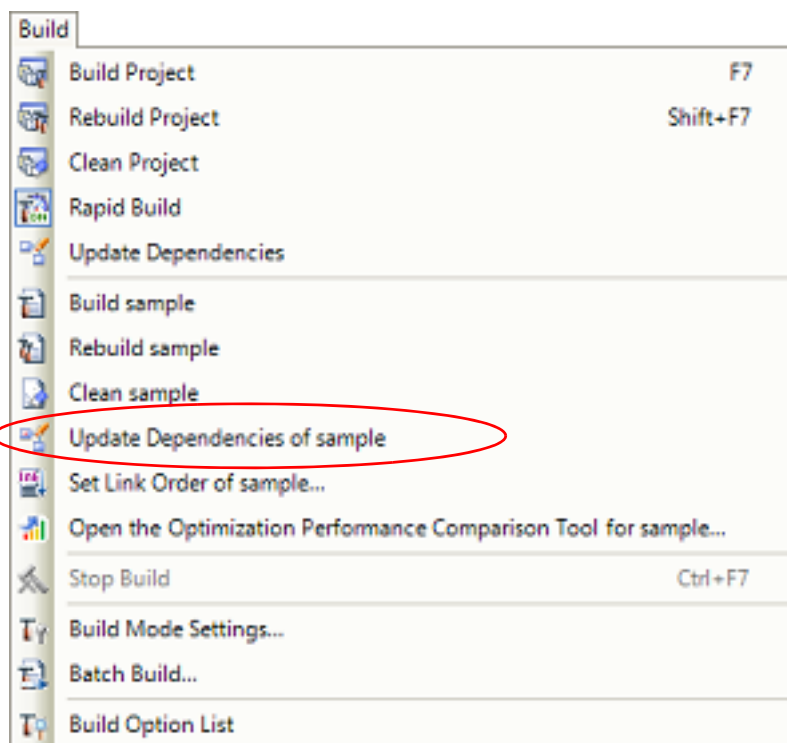 Build
Build Project F7
Rebuild Project Shift+F7
Clean Project
Rapid Build
Update Dependencies
Build sample
Rebuild sample
Clean sample
Update Dependencies of sample
Set Link Order of sample...
Open the Optimization Performance Comparison Tool for sample...
Stop Build Ctrl+F7
Build Mode Settings...
Batch Build...
Build Option List